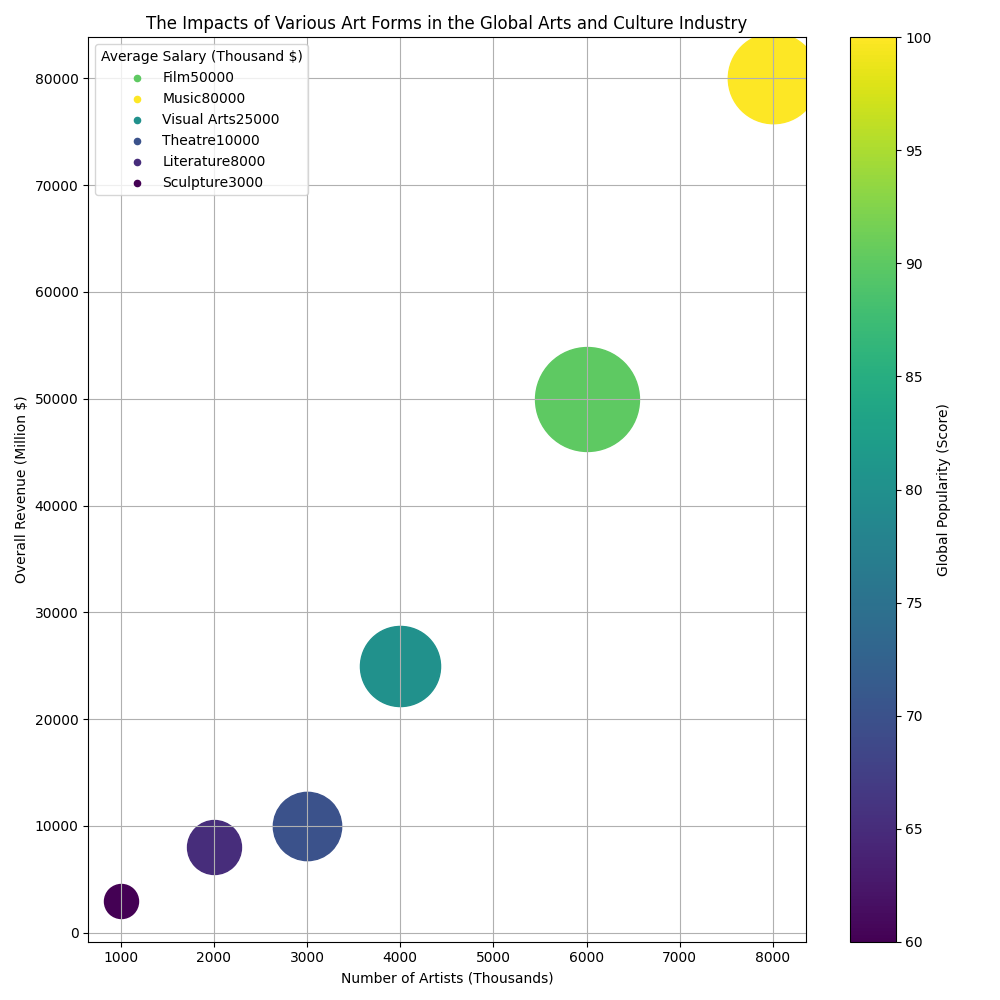 The Impacts of Various Art Forms in the Global Arts and Culture Industry
Average Salary (Thousand $)
Film50000
Music80000
Visual Arts25000
Theatre10000
Literature8000
Sculpture3000
Overall Revenue (Million $)
80000
70000
60000
50000
40000
30000
20000
10000
0
1000 2000 3000 4000 5000 6000 7000 8000
Number of Artists (Thousands)
100
95
90
85
80
75
70
65
60
Global Popularity (Score)